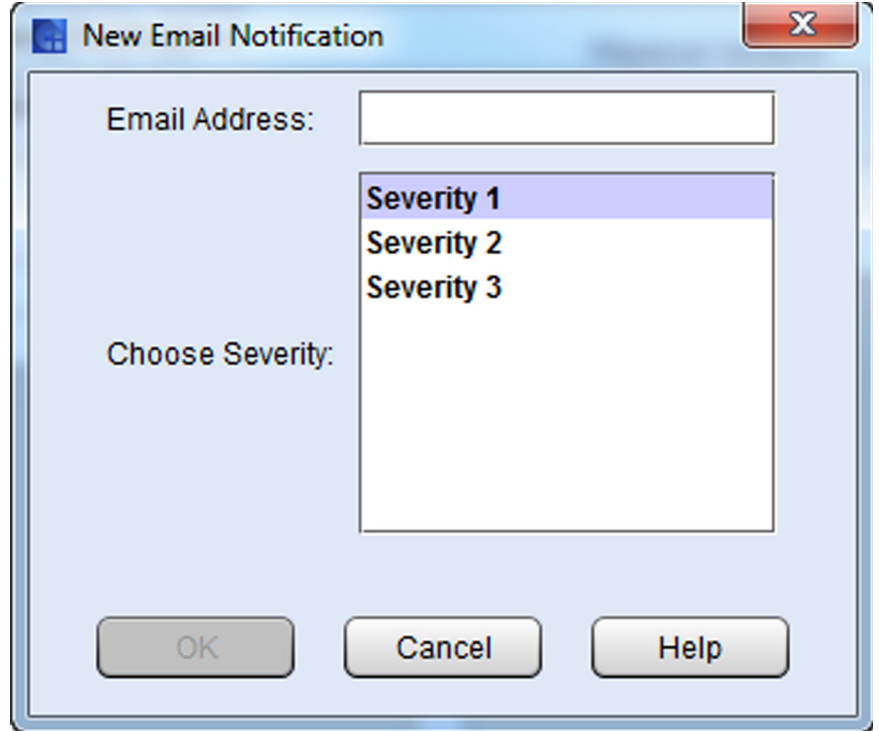 New Email Notification
Email Address:
Severity 1
Severity 2
Severity 3
Choose Severity:
OK
Cancel
Help